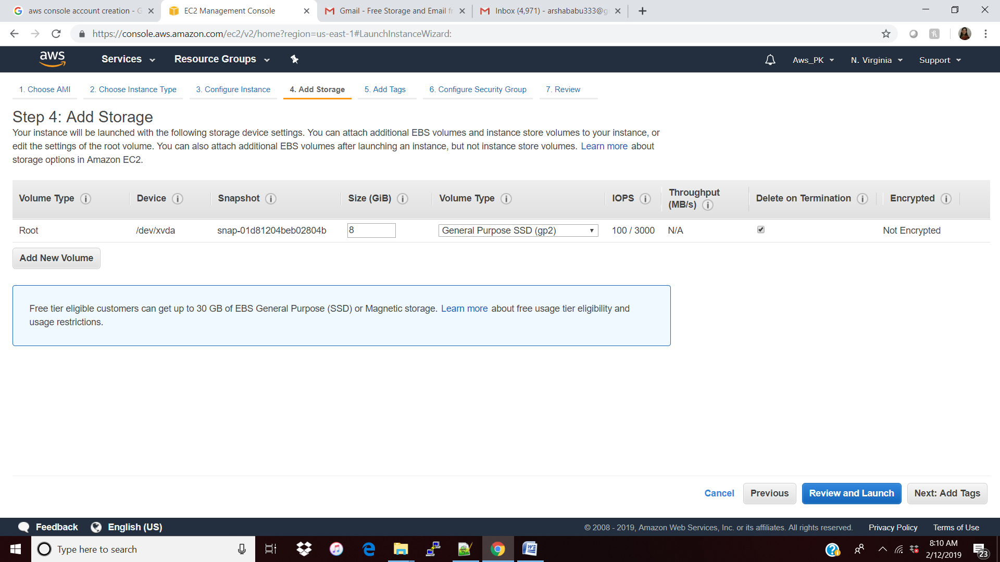 aws console account creation - G
EC2 Management Console
Gmail - Free Storage and Email f
Inbox (4,971) - arshababu333@g
https://console.aws.amazon.com/ec2/v2/home?region=us-east-1#LaunchInstanceWizard:
aws
Services
Resource Groups
Aws_PK
N. Virginia
Support
1. Choose AMI
2. Choose Instance Type
3. Configure Instance
4. Add Storage
5. Add Tags
6. Configure Security Group
7. Review
Step 4: Add Storage
Your instance will be launched with the following storage device settings. You can attach additional EBS volumes and instance store volumes to your instance, or
edit the settings of the root volume. You can also attach additional EBS volumes after launching an instance, but not instance store volumes. Learn more about
storage options in Amazon EC2.
Volume Type
Device
Snapshot
Size (GiB)
Volume Type
IOPS
Throughput
(MB/s)
Delete on Termination
Encrypted
Root
/dev/xvda
snap-01d81204beb02804b
8
General Purpose SSD (gp2)
100 / 3000
N/A
Not Encrypted
Add New Volume
Free tier eligible customers can get up to 30 GB of EBS General Purpose (SSD) or Magnetic storage. Learn more about free usage tier eligibility and
usage restrictions.
Cancel
Previous
Review and Launch
Next: Add Tags
Feedback
English (US)
© 2008 - 2019, Amazon Web Services, Inc. or its affiliates. All rights reserved.
Privacy Policy
Terms of Use
Type here to search
8:10 AM
2/12/2019
23